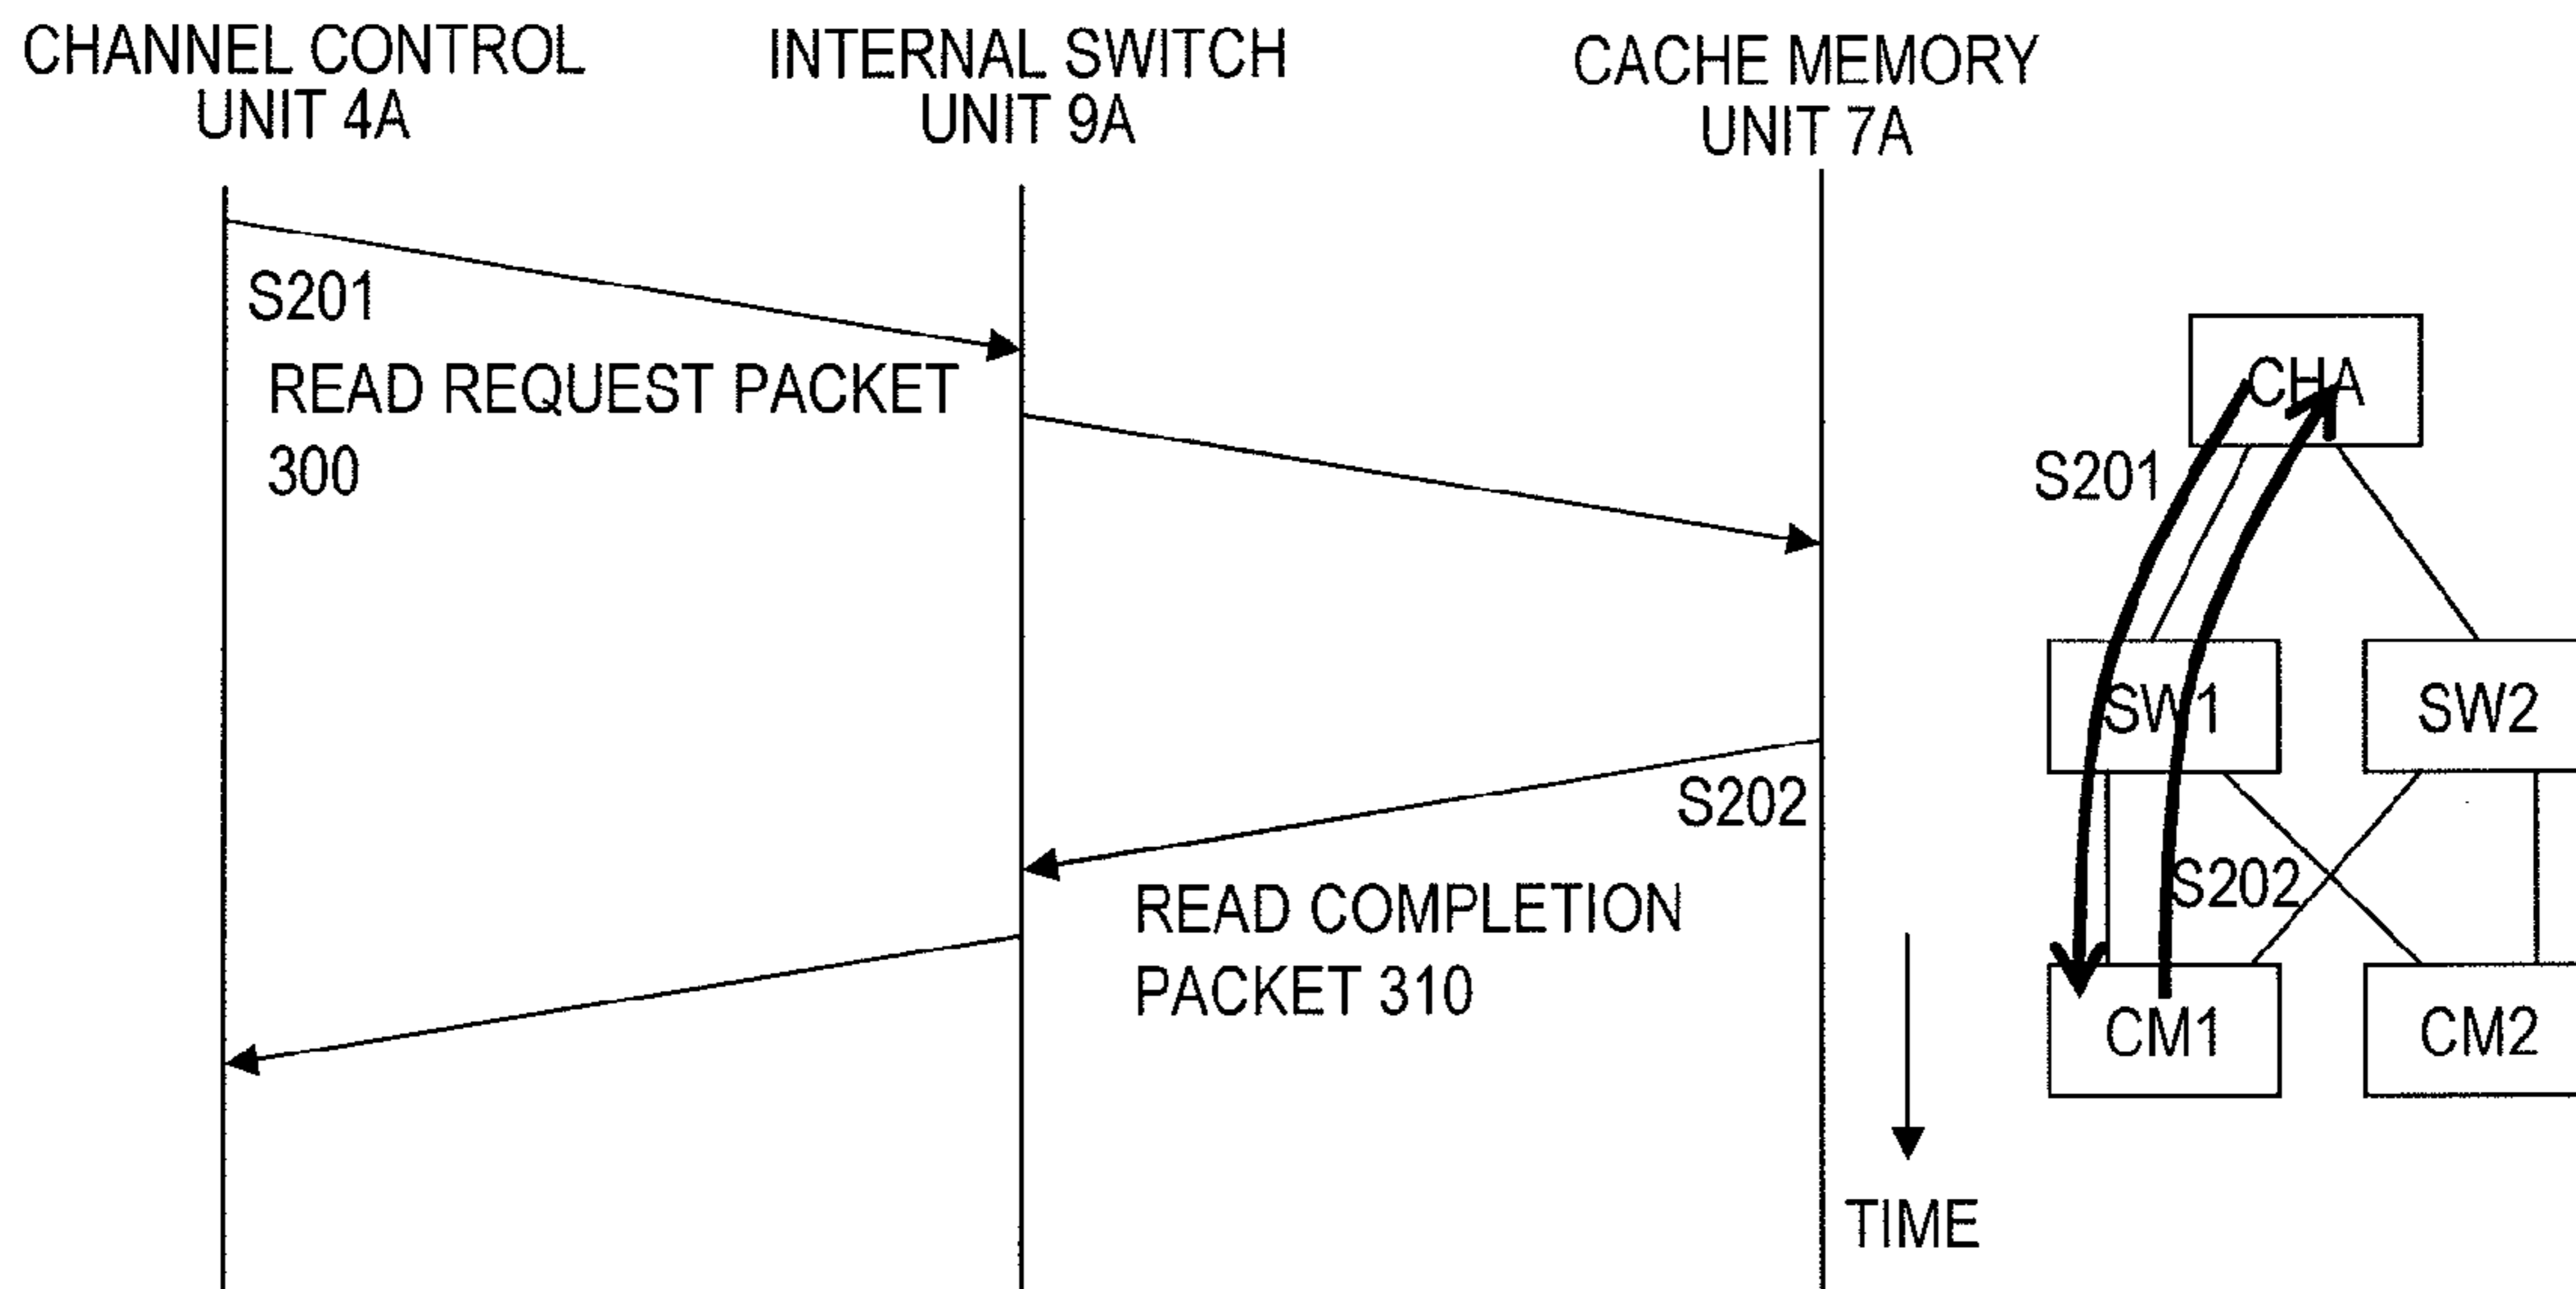 CHANNEL CONTROL
UNIT 4A
INTERNAL SWITCH
UNIT 9A
CACHE MEMORY
UNIT 7A
S201
READ REQUEST PACKET
300
S202
READ COMPLETION
PACKET 310
TIME
CHA
S201
SW1
SW2
S202
CM1
CM2